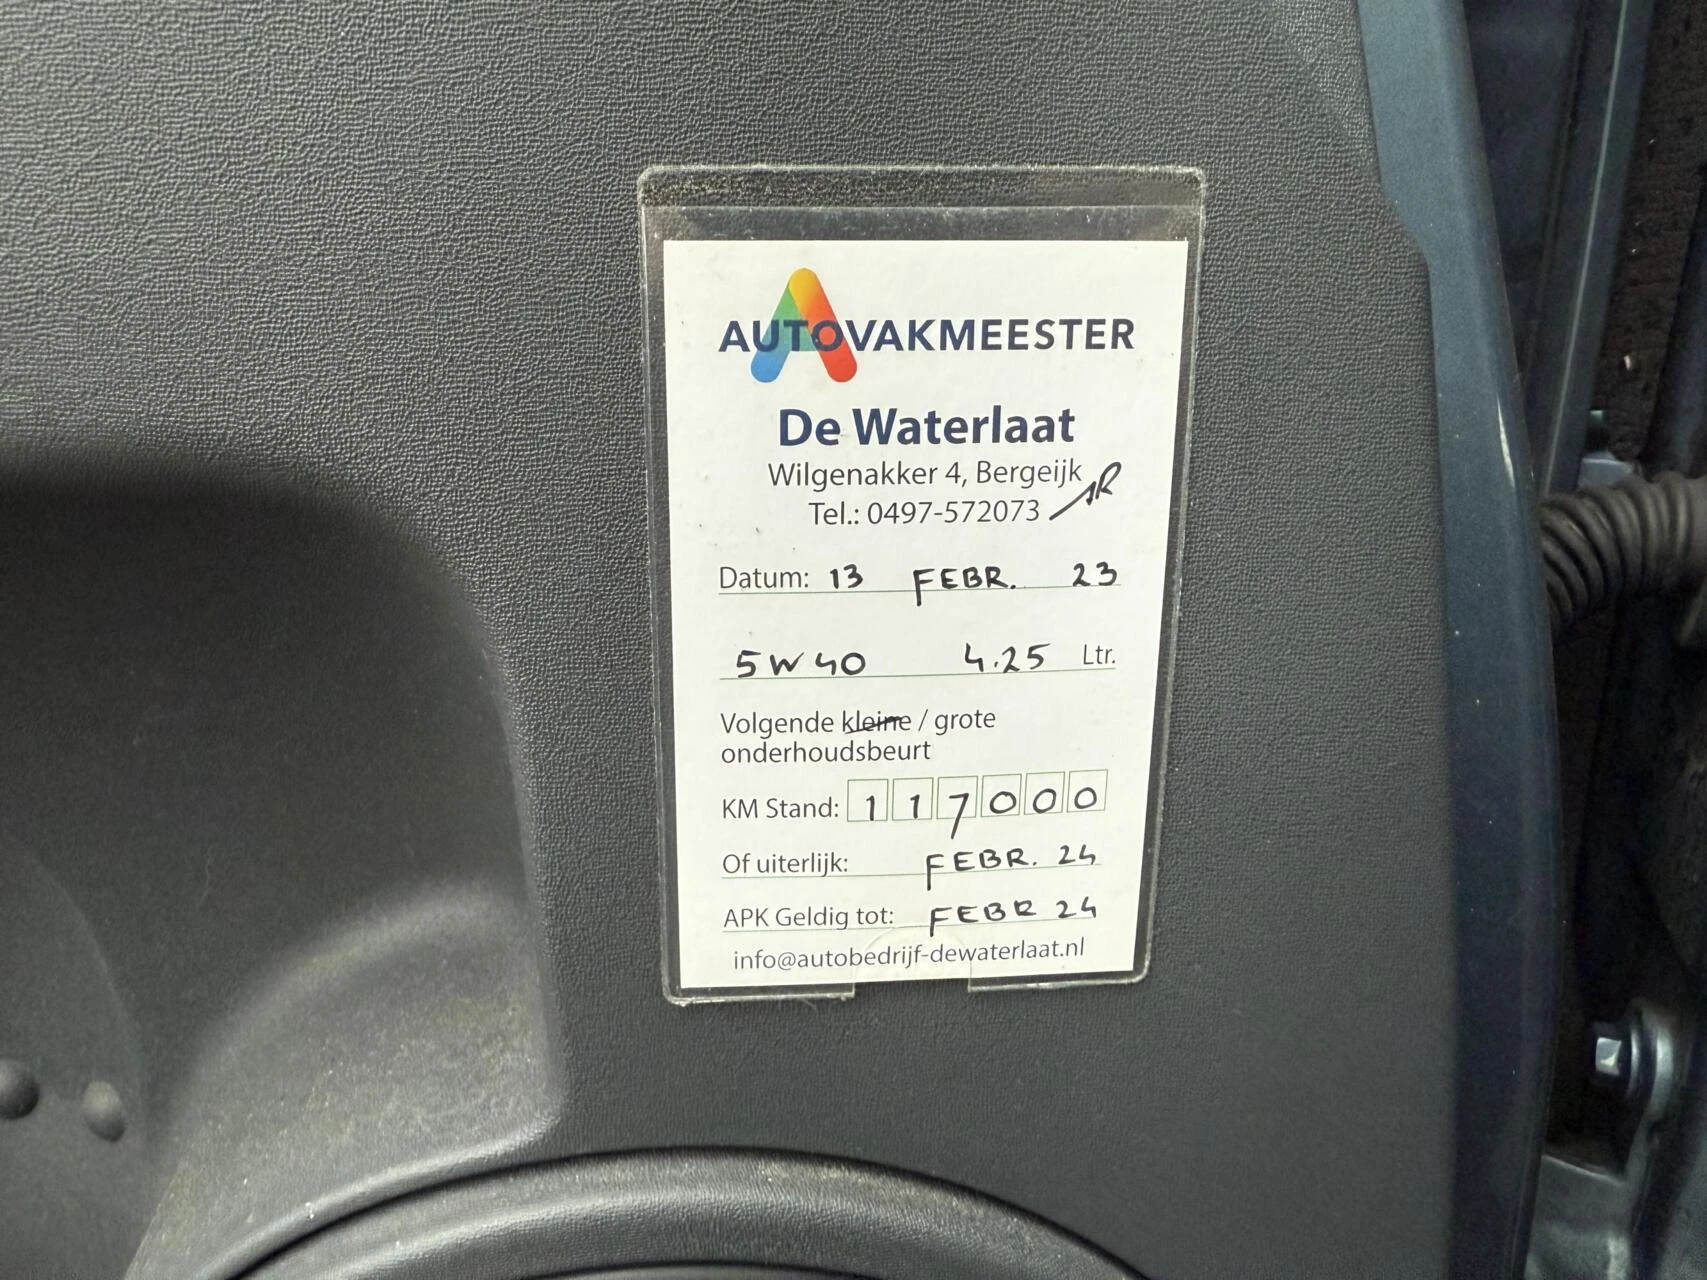 AUTOVAKMEESTER
De Waterlaat
Wilgenakker 4, Bergeijk
Tel.: 0497-572073
Datum: 13 FEBR. 23
5W40 4.25 Ltr.
Volgende kleine / grote
onderhoudsbeurt
KM Stand: 117000
Of uiterlijk: FEBR. 24
APK Geldig tot: FEBR 24
info@autobedrijf-dewaterlaat.nl